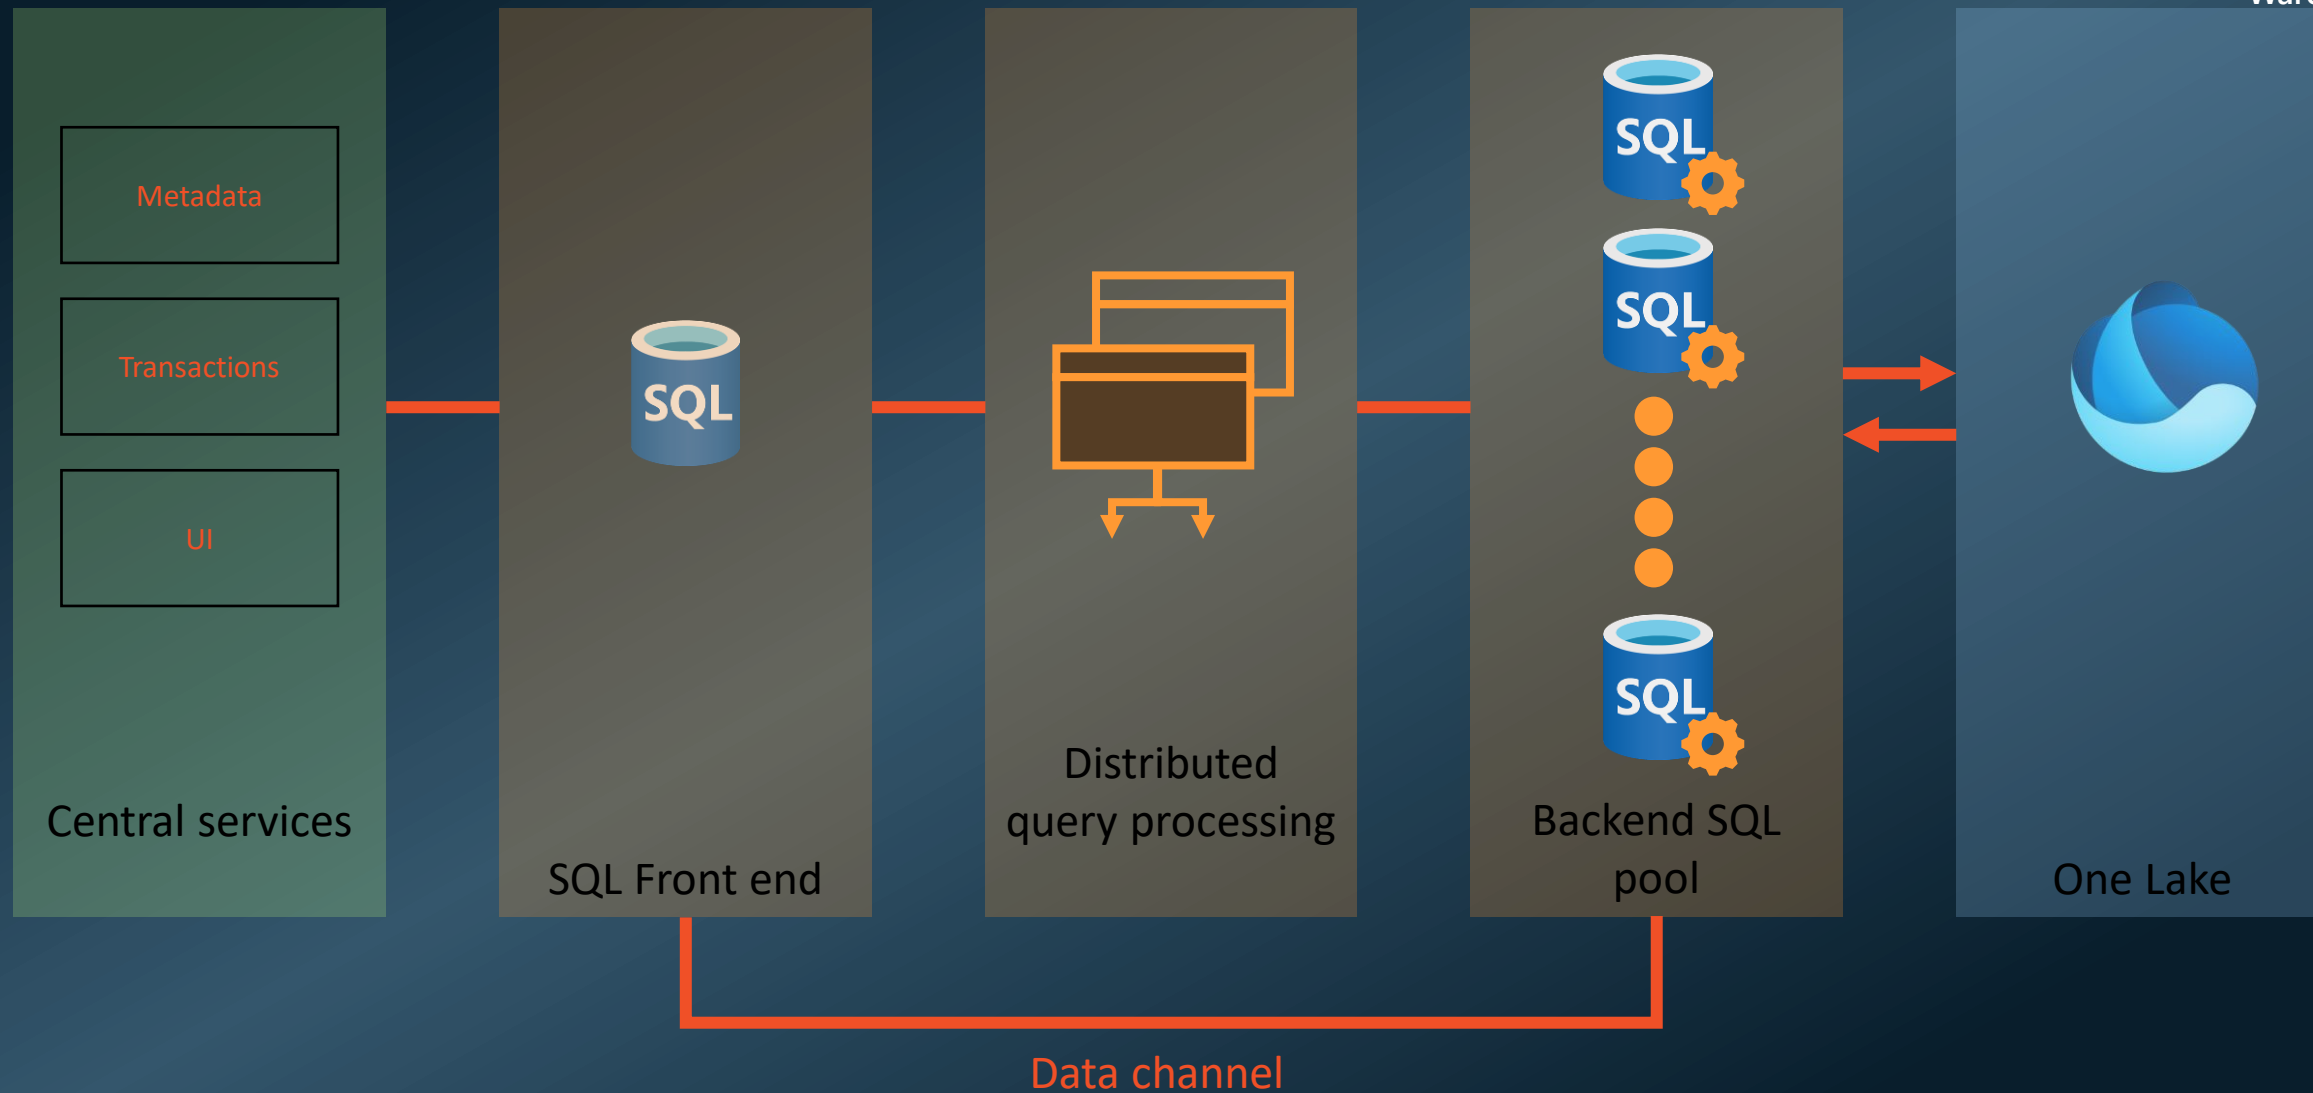 Metadata
Transactions
UI
Central services
SQL
SQL Front end
Distributed
query processing
SQL
SQL
SQL
Backend SQL
pool
One Lake
Data channel